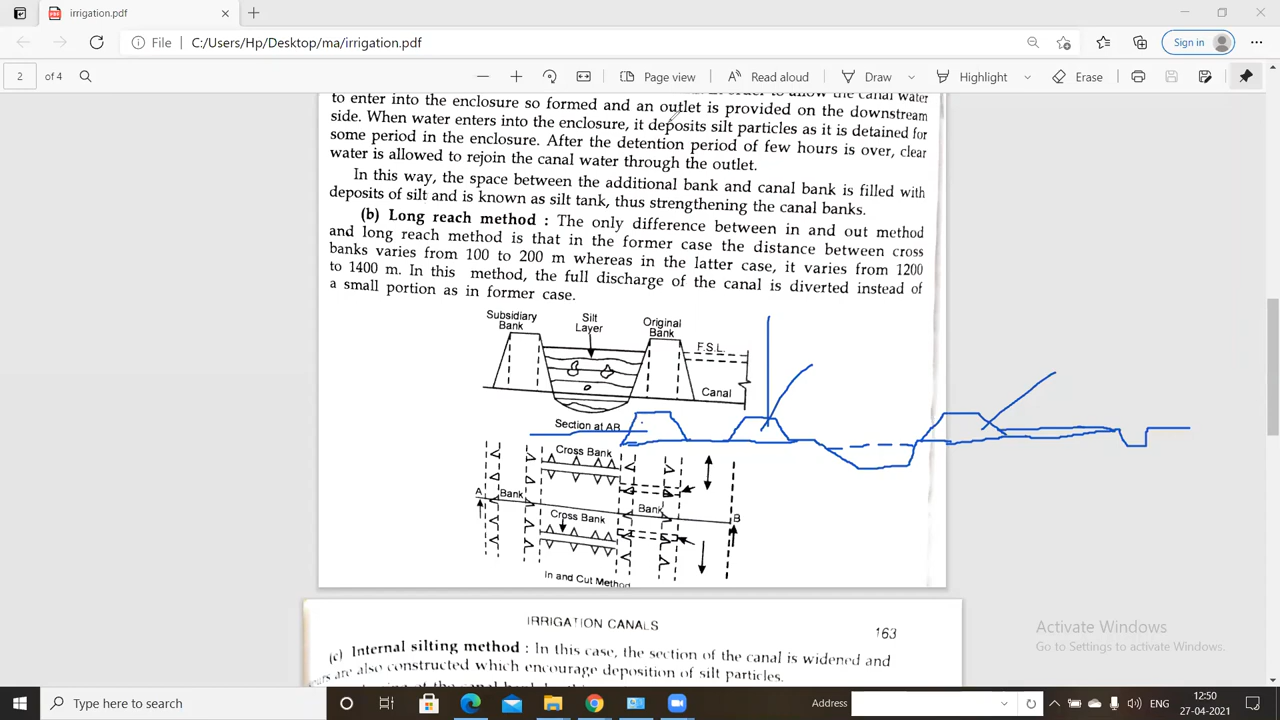 irrigation.pdf
File
C:/Users/Hp/Desktop/ma/irrigation.pdf
Sign in
2 of 4
Page view
Read aloud
Draw
Highlight
Erase
to allow the canal water
to enter into the enclosure so formed and an outlet is provided on the downstream
side. When water enters into the enclosure, it deposits silt particles as it is detained for
some period in the enclosure. After the detention period of few hours is over, clear
water is allowed to rejoin the canal water through the outlet.
In this way, the space between the additional bank and canal bank is filled with
deposits of silt and is known as silt tank, thus strengthening the canal banks.
(b) Long reach method : The only difference between in and out method
and long reach method is that in the former case the distance between cross
banks varies from 100 to 200 m whereas in the latter case, it varies from 1200
to 1400 m. In this method, the full discharge of the canal is diverted instead of
a small portion as in former case.
Subsidiary
Bank
Silt
Layer
Original
Bank
F.S.L.
Canal
Section at AB
Cross Bank
A
Bank
Bank
B
Cross Bank
In and Out Method
IRRIGATION CANALS
163
(c) Internal silting method : In this case, the section of the canal is widened and
are also constructed which encourage deposition of silt particles.
Activate Windows
Go to Settings to activate Windows.
Type here to search
Address
ENG
12:50
27-04-2021